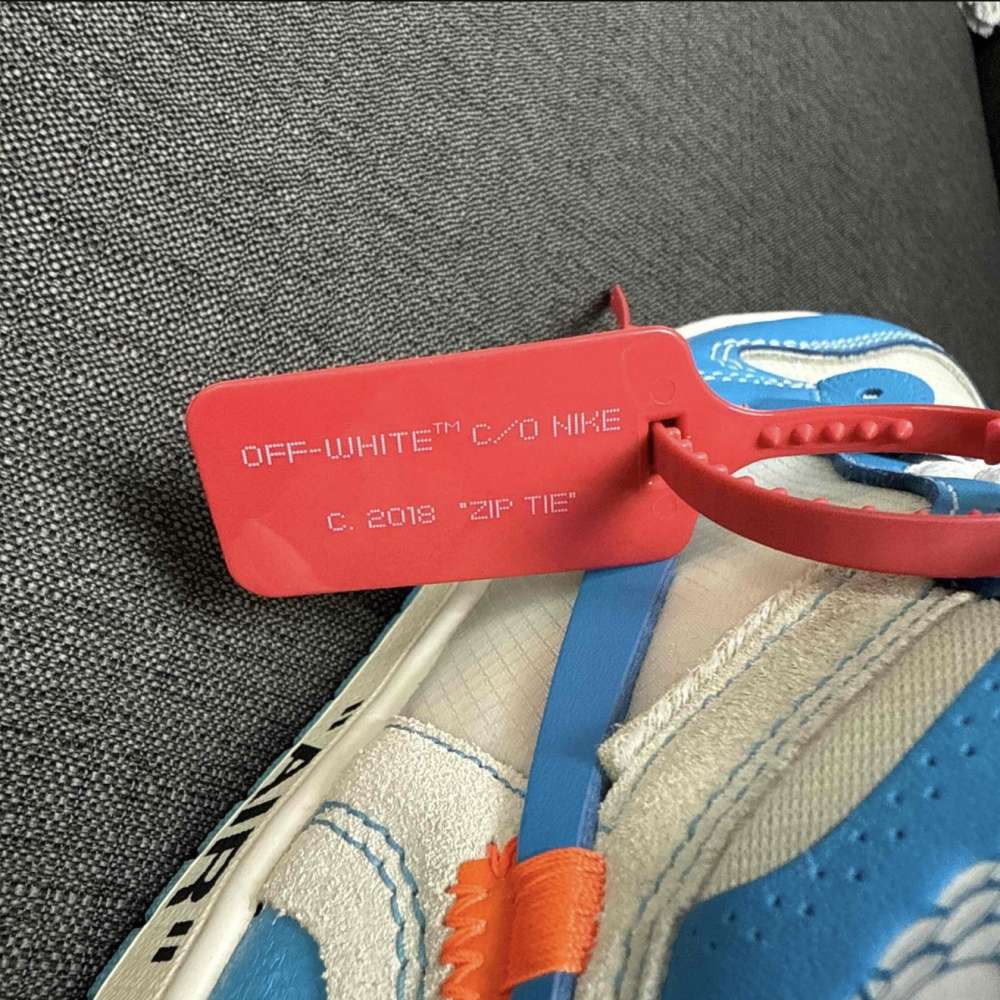 OFF-WHITE™ C/O NIKE
C. 2018 "ZIP TIE"
"AIR"